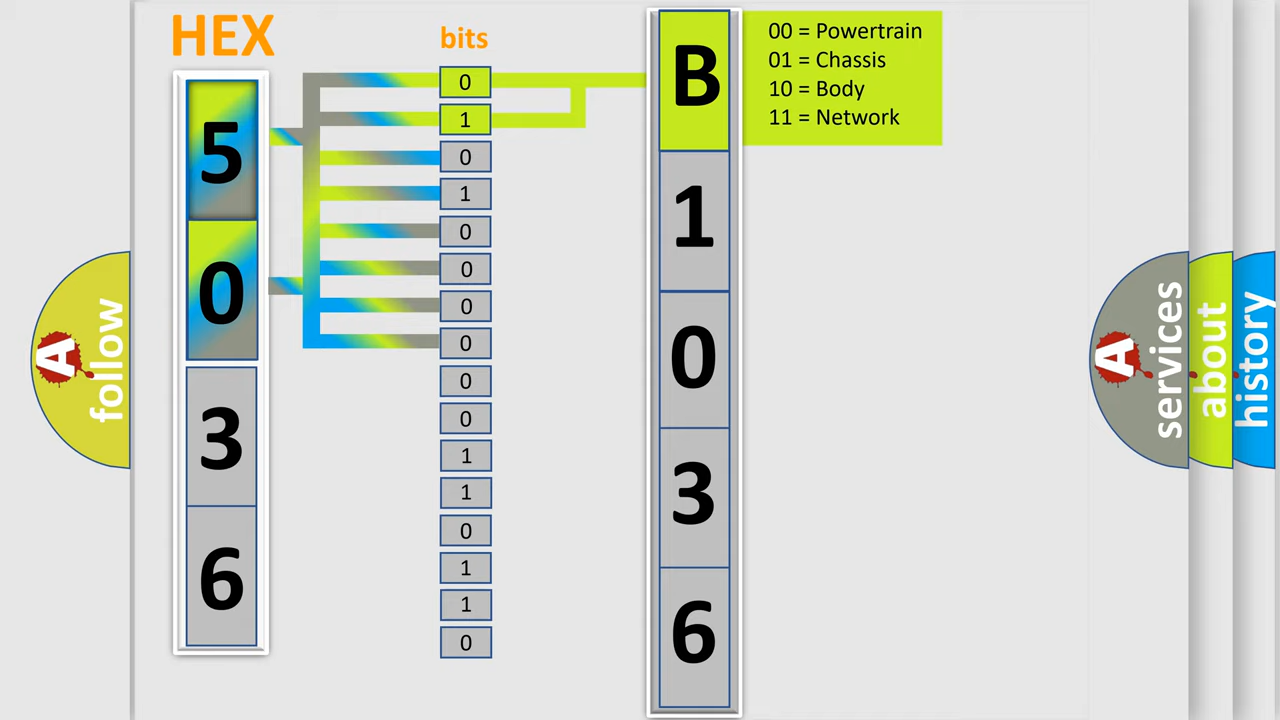 HEX
bits
5
0
3
6
0
1
0
1
0
0
0
0
0
0
1
1
0
1
1
0
B
1
0
3
6
00 = Powertrain
01 = Chassis
10 = Body
11 = Network
A
follow
A
services
about
history